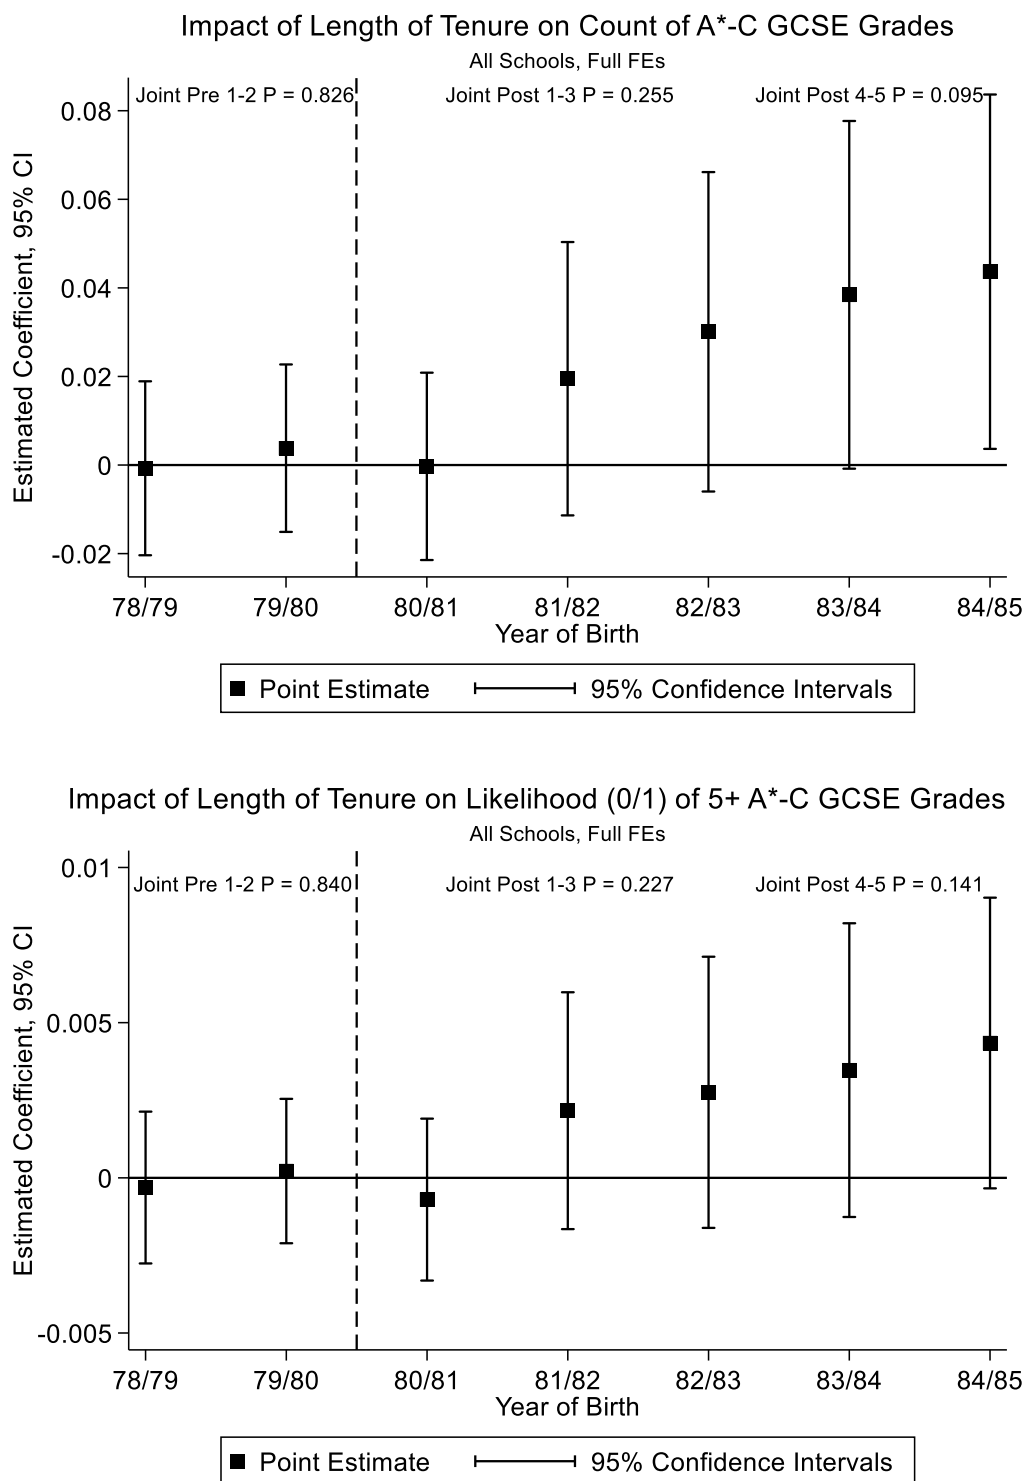 Impact of Length of Tenure on Count of A*-C GCSE Grades
All Schools, Full FEs
Joint Pre 1-2 P = 0.826 Joint Post 1-3 P = 0.255 Joint Post 4-5 P = 0.095
Estimated Coefficient, 95% CI
0.08
0.06
0.04
0.02
0
-0.02
78/79 79/80 80/81 81/82 82/83 83/84 84/85
Year of Birth
Point Estimate 95% Confidence Intervals
Impact of Length of Tenure on Likelihood (0/1) of 5+ A*-C GCSE Grades
All Schools, Full FEs
Joint Pre 1-2 P = 0.840 Joint Post 1-3 P = 0.227 Joint Post 4-5 P = 0.141
Estimated Coefficient, 95% CI
0.01
0.005
0
-0.005
78/79 79/80 80/81 81/82 82/83 83/84 84/85
Year of Birth
Point Estimate 95% Confidence Intervals